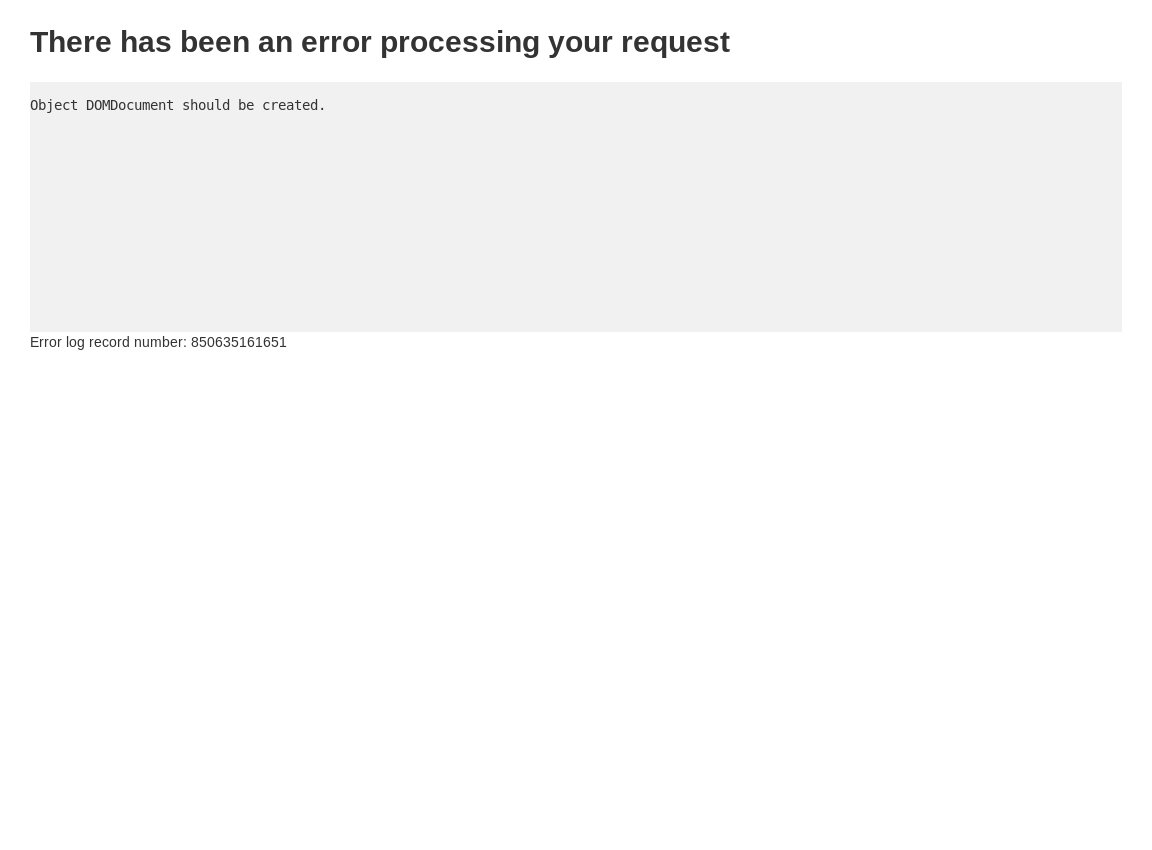 There has been an error processing your request
Object DOMDocument should be created.
Error log record number: 850635161651